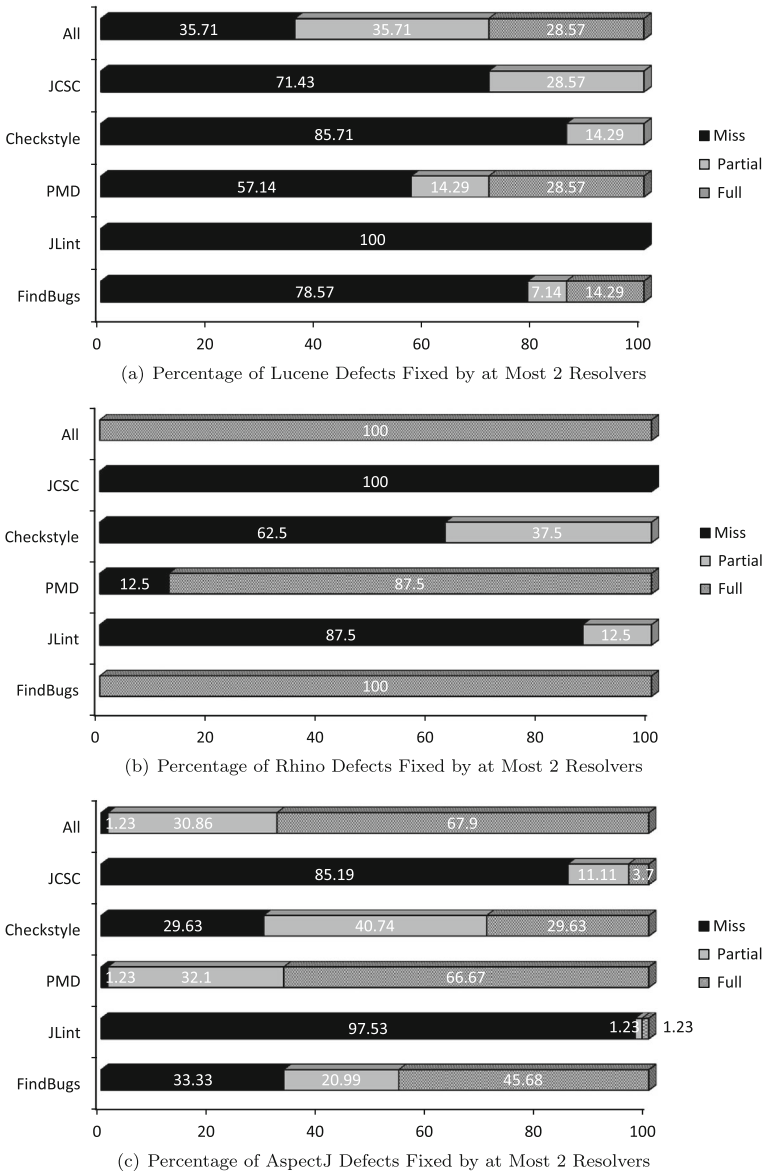 All 35.71 35.71 28.57
JCSC 71.43 28.57
Checkstyle 85.71 14.29
Miss
PMD 57.14 14.29 28.57
Partial
Full
JLint 100
FindBugs 78.57 7.14 14.29
0 20 40 60 80 100
(a) Percentage of Lucene Defects Fixed by at Most 2 Resolvers
All 100
JCSC 100
Checkstyle 62.5 37.5
Miss
Partial
PMD 12.5 87.5
Full
JLint 87.5 12.5
FindBugs 100
0 20 40 60 80 100
(b) Percentage of Rhino Defects Fixed by at Most 2 Resolvers
All 1.23 30.86 67.9
JCSC 85.19 11.11 3.7
Checkstyle 29.63 40.74 29.63
Miss
Partial
PMD 1.23 32.1 66.67
Full
JLint 97.53 1.23 1.23
FindBugs 33.33 20.99 45.68
0 20 40 60 80 100
(c) Percentage of AspectJ Defects Fixed by at Most 2 Resolvers